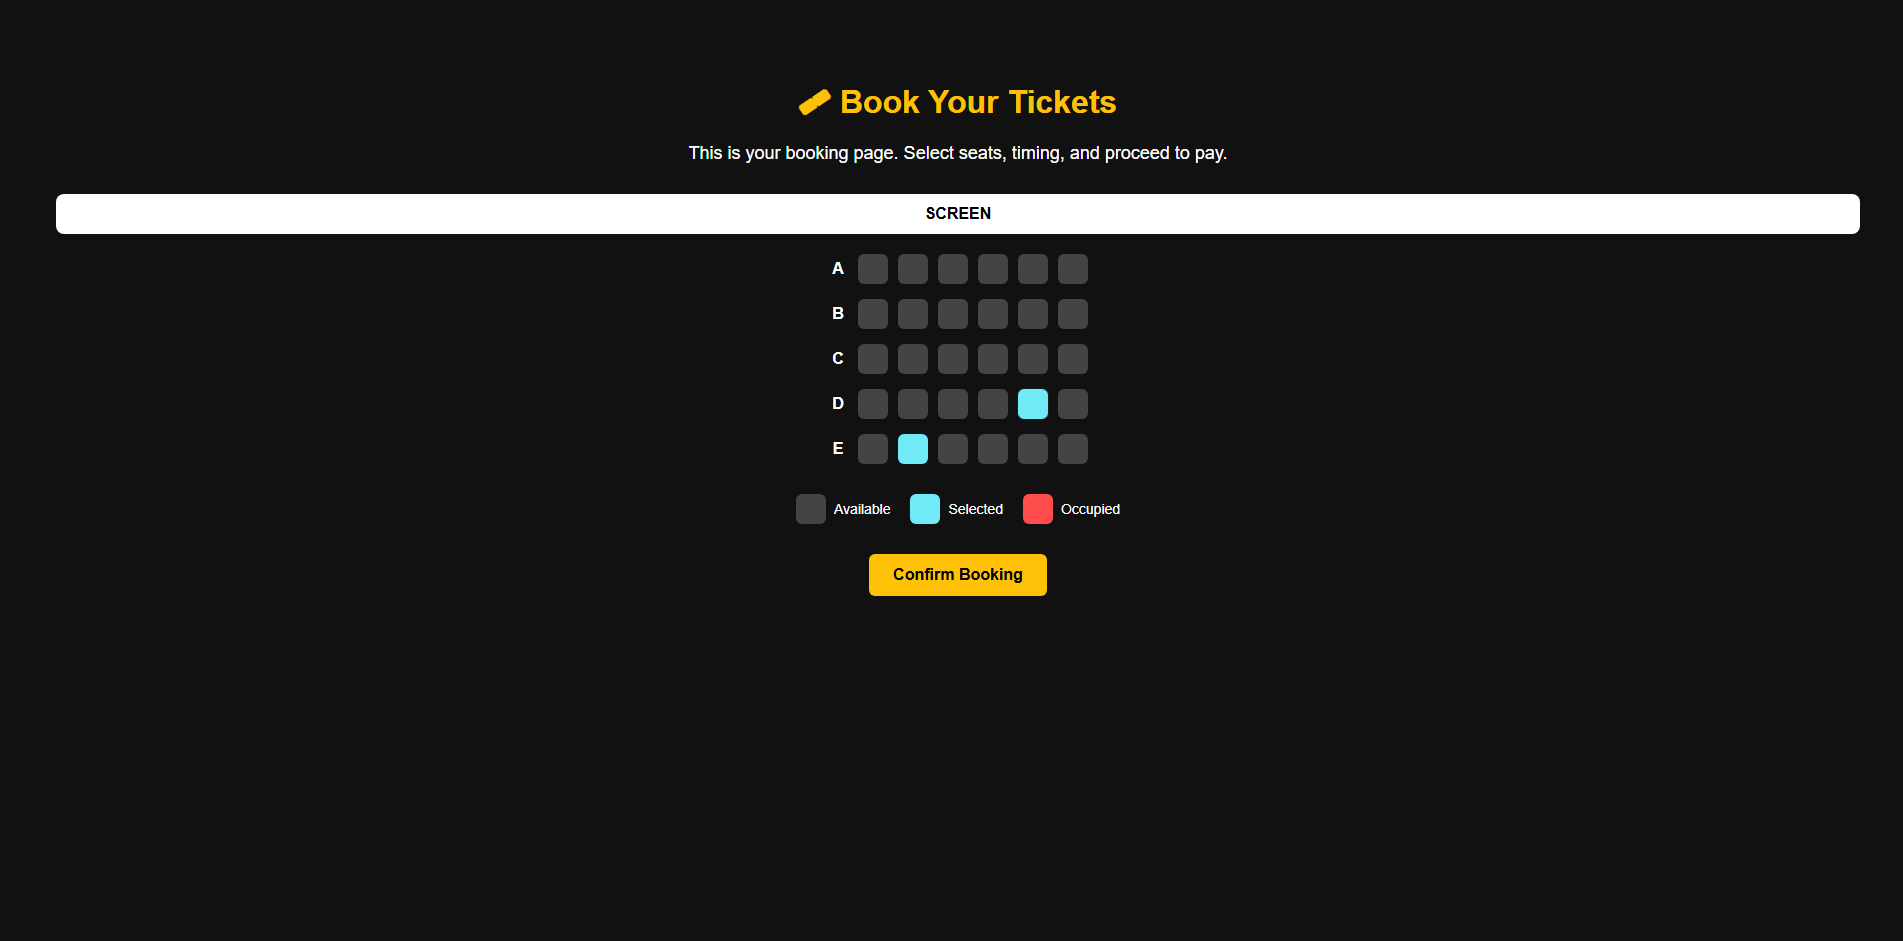 Book Your Tickets
This is your booking page. Select seats, timing, and proceed to pay.
SCREEN
A
B
C
D
E
Available Selected Occupied
Confirm Booking